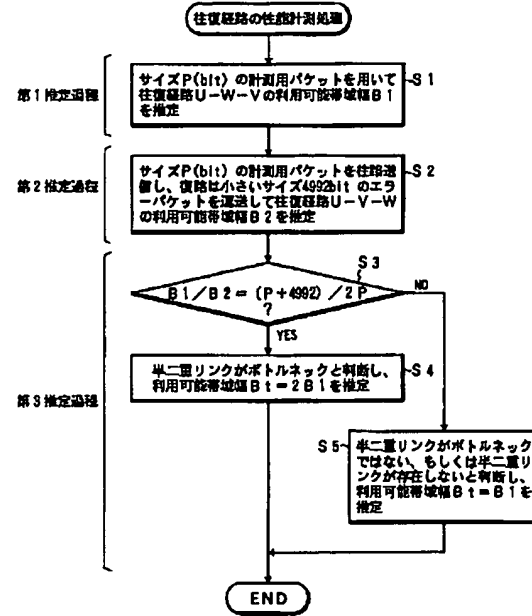 往復経路の性能計測処理
第1推定過程
サイズP(bit)の計測用パケットを用いて
往復経路U−W−Vの利用可能帯域幅B1
を推定
S1
第2推定過程
サイズP(bit)の計測用パケットを往路送
信し、復路は小さいサイズ4992bitのエラ
ーパケットを返送して往復経路U−V−W
の利用可能帯域幅B2を推定
S2
第3推定過程
S3
B1/B2=(P+4992)/2P
?
NO
YES
半二重リンクがボトルネックと判断し、
利用可能帯域幅Bt=2B1を推定
S4
S5
半二重リンクがボトルネック
ではない、もしくは半二重リ
ンクが存在しないと判断し、
利用可能帯域幅Bt=B1を
推定
END